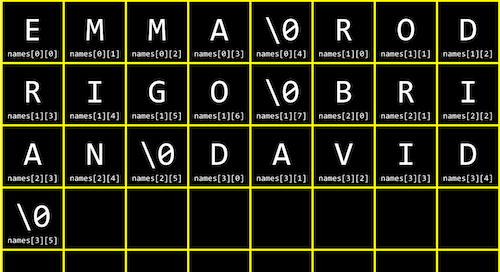 E M M A \0 R O D
names[0][0] names[0][1] names[0][2] names[0][3] names[0][4] names[1][0] names[1][1] names[1][2]
R I G O \0 B R I
names[1][3] names[1][4] names[1][5] names[1][6] names[1][7] names[2][0] names[2][1] names[2][2]
A N \0 D A V I D
names[2][3] names[2][4] names[2][5] names[3][0] names[3][1] names[3][2] names[3][3] names[3][4]
\0
names[3][5]